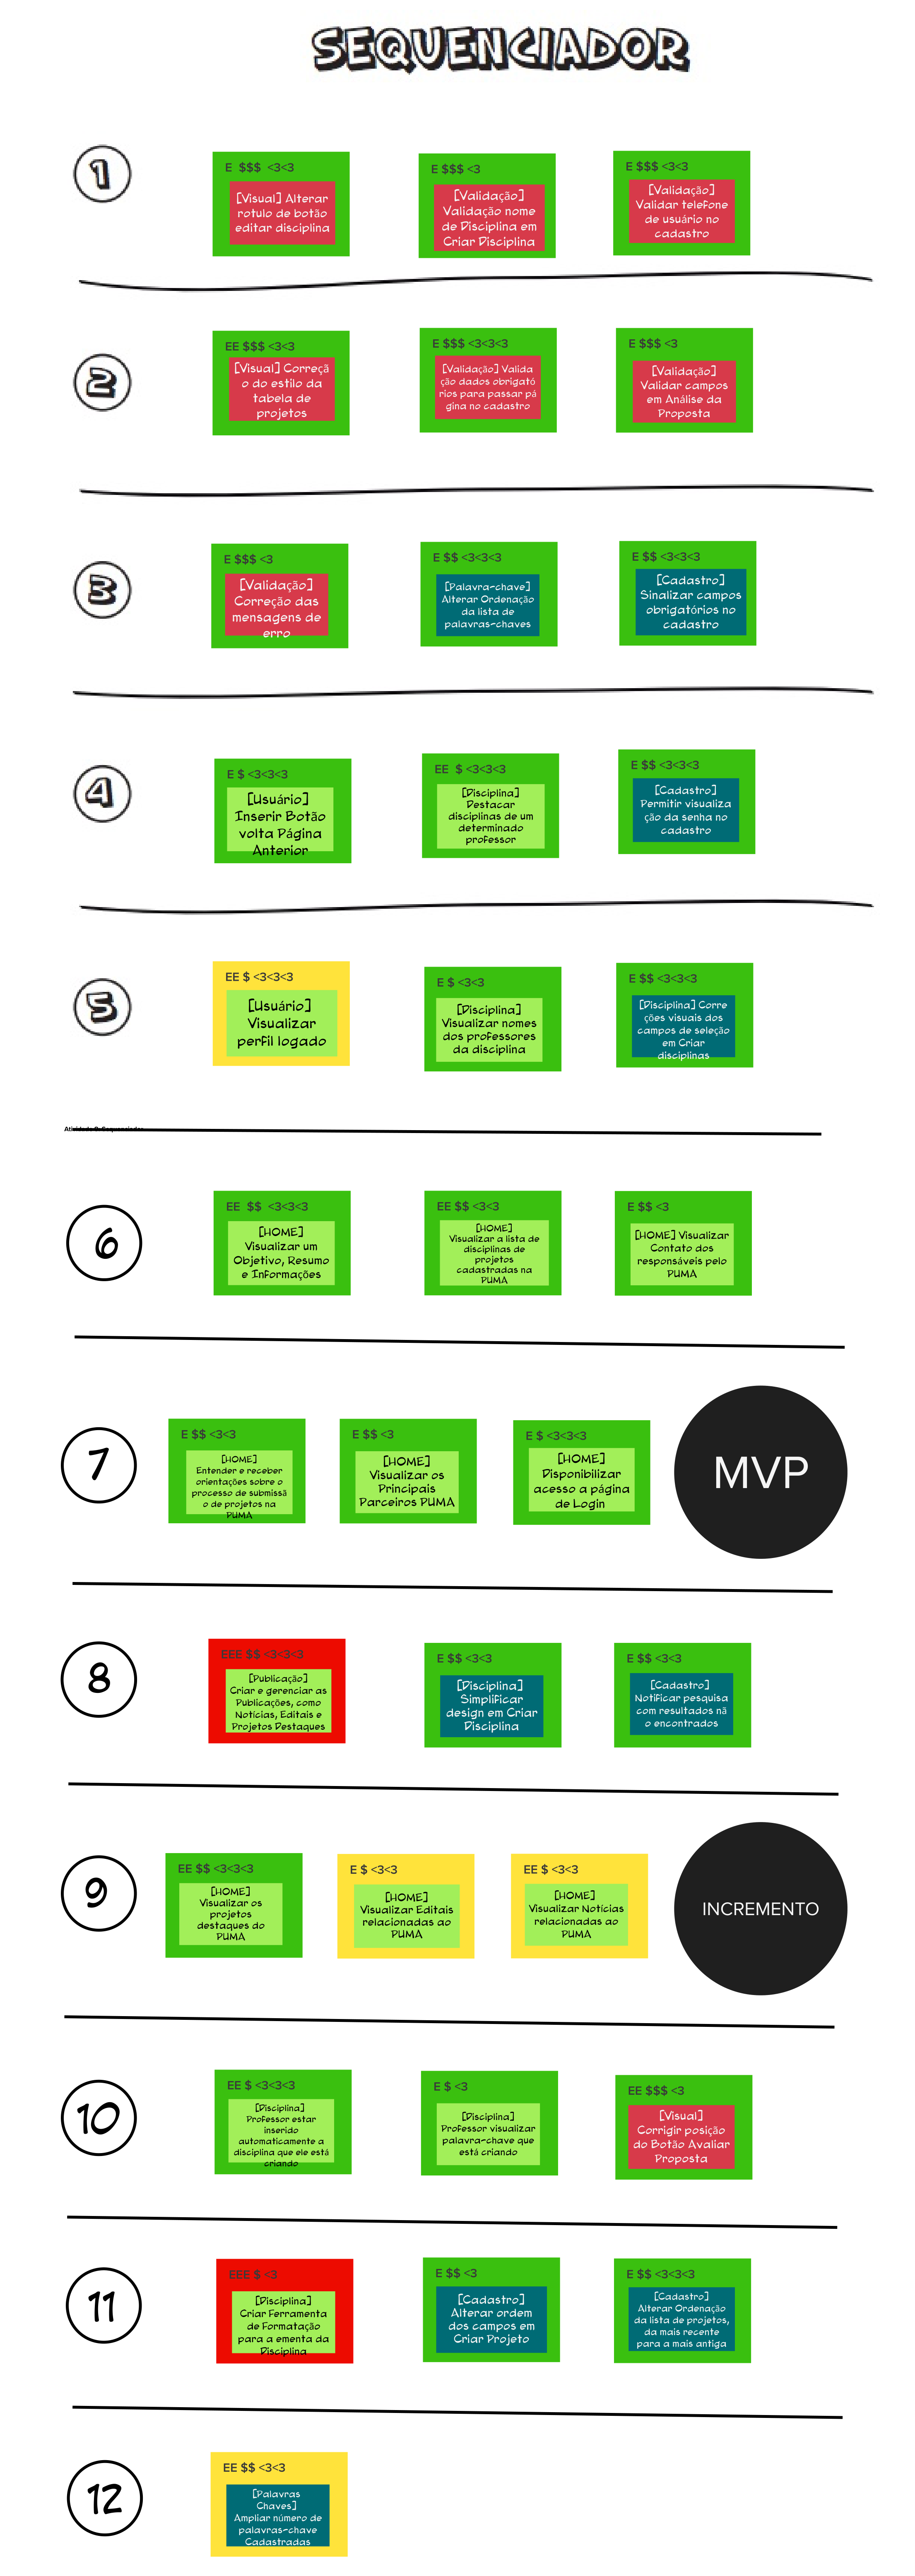 SEQUENCIADOR
1
E $$$ <3<3
[Visual] Alterar
rotulo de botão
editar disciplina
E $$$ <3
[Validação]
Validação nome
de Disciplina em
Criar Disciplina
E $$$ <3<3
[Validação]
Validar telefone
de usuário no
cadastro
2
EE $$$ <3<3
[Visual] Correçã
o do estilo da
tabela de
projetos
E $$$ <3<3<3
[Validação] Valida
ção dados obrigató
rios para passar pá
gina no cadastro
E $$$ <3
[Validação]
Validar campos
em Análise da
Proposta
3
E $$$ <3
[Validação]
Correção das
mensagens de
erro
E $$ <3<3<3
[Palavra-chave]
Alterar Ordenação
da lista de
palavras-chaves
E $$ <3<3<3
[Cadastro]
Sinalizar campos
obrigatórios no
cadastro
4
E $ <3<3<3
[Usuário]
Inserir Botão
volta Página
Anterior
EE $ <3<3<3
[Disciplina]
Destacar
disciplinas de um
determinado
professor
E $$ <3<3<3
[Cadastro]
Permitir visualiza
ção da senha no
cadastro
5
EE $ <3<3<3
[Usuário]
Visualizar
perfil logado
E $ <3<3
[Disciplina]
Visualizar nomes
dos professores
da disciplina
E $$ <3<3<3
[Disciplina] Corre
ções visuais dos
campos de seleção
em Criar
disciplinas
6
EE $$ <3<3<3
[HOME]
Visualizar um
Objetivo, Resumo
e Informações
EE $$ <3<3<3
[HOME]
Visualizar a lista de
disciplinas de
projetos
cadastradas na
PUMA
E $$ <3
[HOME] Visualizar
Contato dos
responsáveis pelo
PUMA
7
E $$ <3<3
[HOME]
Entender e receber
orientações sobre o
processo de submissã
o de projetos na
PUMA
E $$ <3
[HOME]
Visualizar os
Principais
Parceiros PUMA
E $ <3<3<3
[HOME]
Disponibilizar
acesso a página
de Login
MVP
8
EEE $$ <3<3<3
[Publicação]
Criar e gerenciar as
Publicações, como
Notícias, Editais e
Projetos Destaques
E $$ <3<3
[Disciplina]
Simplificar
design em Criar
Disciplina
E $$ <3<3
[Cadastro]
Notificar pesquisa
com resultados nã
o encontrados
9
EE $$ <3<3<3
[HOME]
Visualizar os
projetos
destaques do
PUMA
E $ <3<3
[HOME]
Visualizar Editais
relacionadas ao
PUMA
EE $ <3<3
[HOME]
Visualizar Notícias
relacionadas ao
PUMA
INCREMENTO
10
EE $ <3<3<3
[Disciplina]
Professor estar
inserido
automaticamente a
disciplina que ele está
criando
E $ <3
[Disciplina]
Professor visualizar
palavra-chave que
está criando
EE $$$ <3
[Visual]
Corrigir posição
do Botão Avaliar
Proposta
11
EEE $ <3
[Disciplina]
Criar Ferramenta
de Formatação
para a ementa da
Disciplina
E $$ <3
[Cadastro]
Alterar ordem
dos campos em
Criar Projeto
E $$ <3<3<3
[Cadastro]
Alterar Ordenação
da lista de projetos,
da mais recente
para a mais antiga
12
EE $$ <3<3
[Palavras
Chaves]
Ampliar número de
palavras-chave
Cadastradas